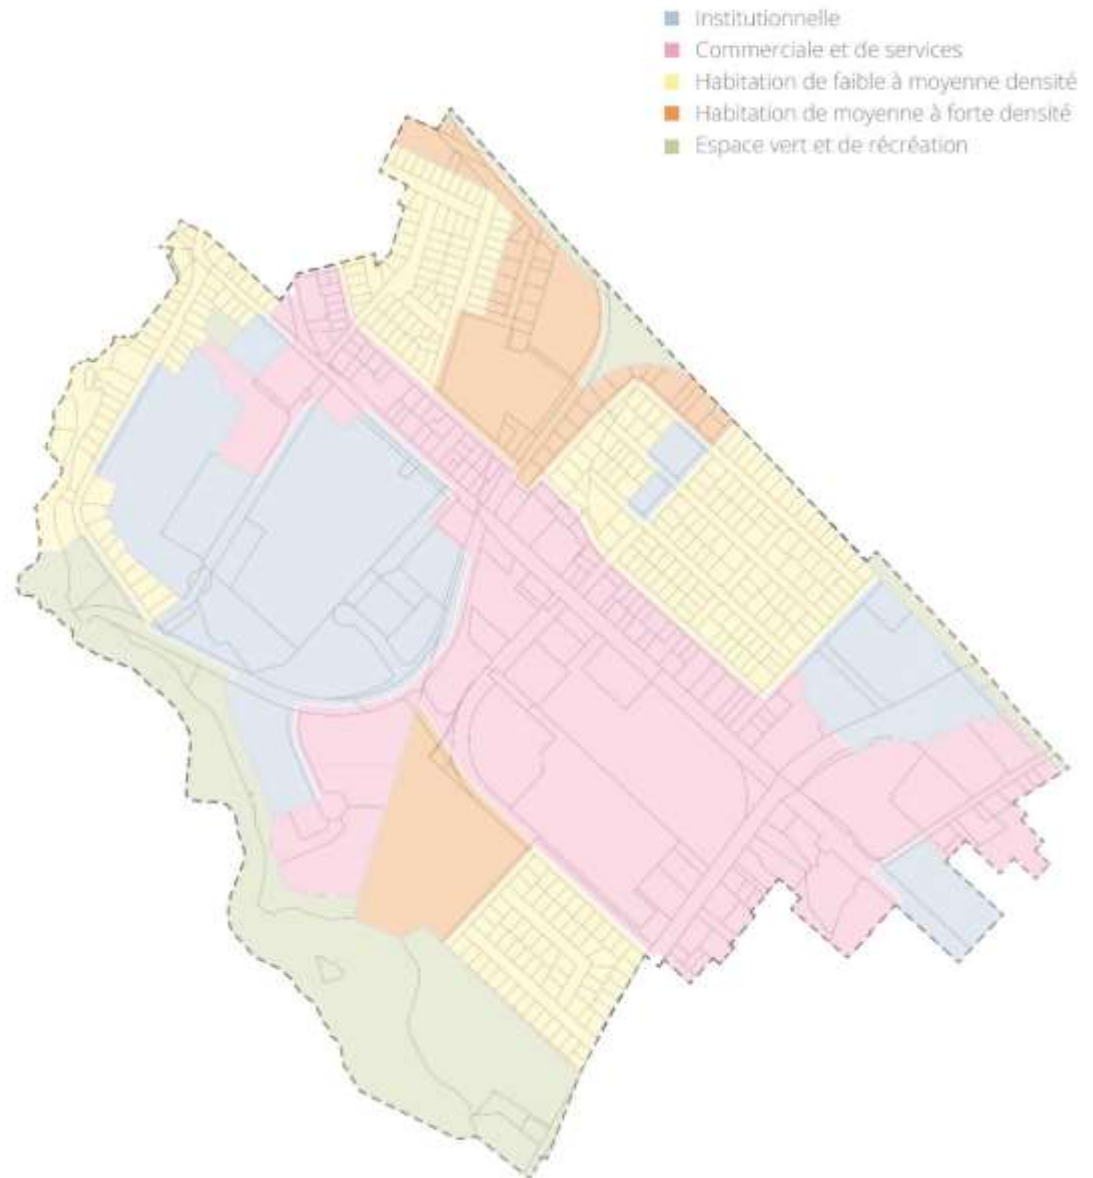 Institutionnelle
Commerciale et de services
Habitation de faible à moyenne densité
Habitation de moyenne à forte densité
Espace vert et de récréation